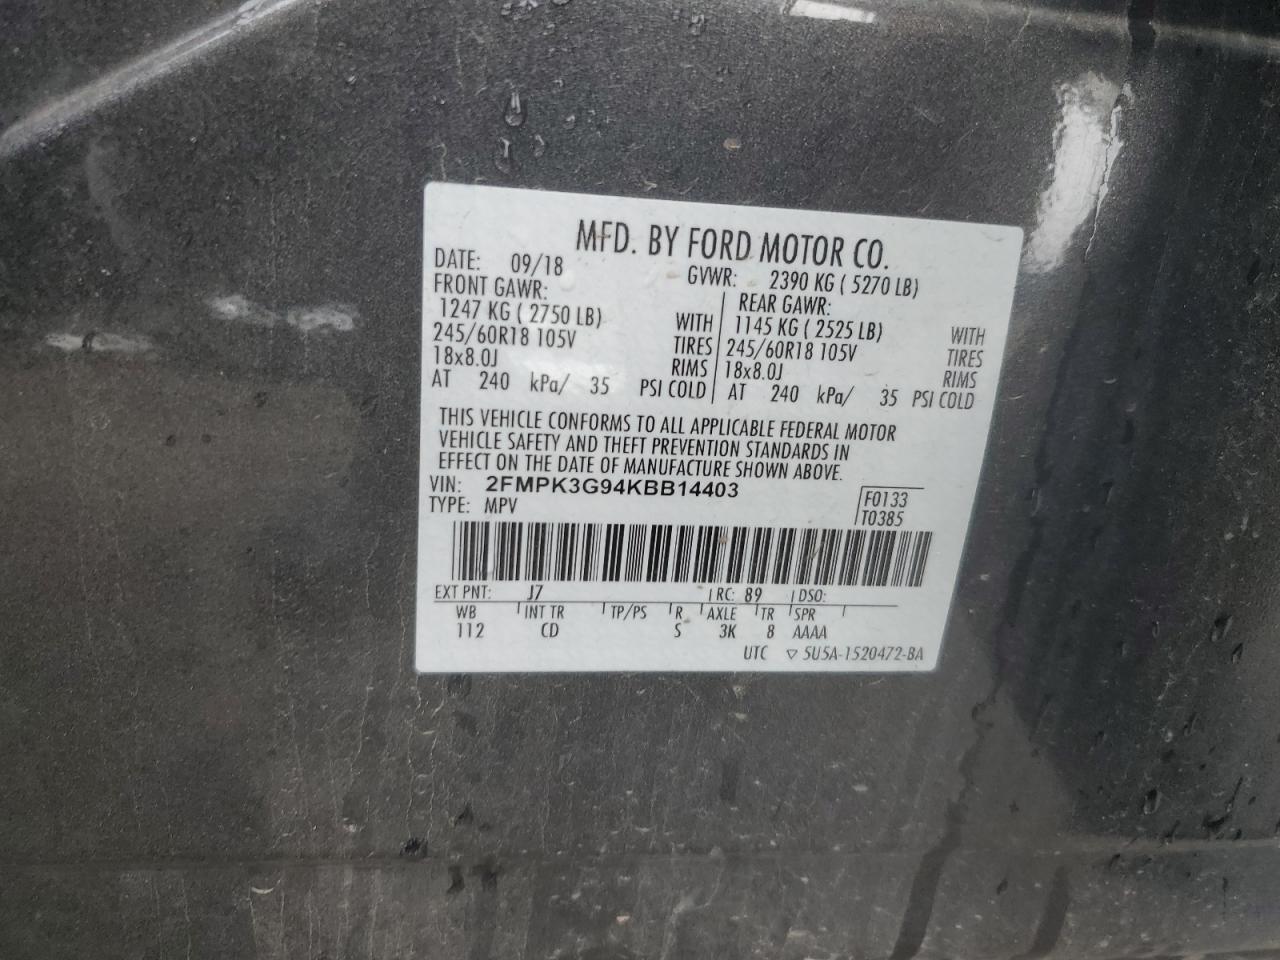 MFD. BY FORD MOTOR CO.
DATE: 09/18 GVWR: 2390 KG ( 5270 LB)
FRONT GAWR: REAR GAWR:
1247 KG ( 2750 LB) WITH 1145 KG ( 2525 LB) WITH
245/60R18 105V TIRES 245/60R18 105V TIRES
18x8.0J RIMS 18x8.0J RIMS
AT 240 kPa/ 35 PSI COLD AT 240 kPa/ 35 PSI COLD
THIS VEHICLE CONFORMS TO ALL APPLICABLE FEDERAL MOTOR
VEHICLE SAFETY AND THEFT PREVENTION STANDARDS IN
EFFECT ON THE DATE OF MANUFACTURE SHOWN ABOVE.
VIN: 2FMPK3G94KBB14403 F0133
TYPE: MPV T0385
EXT PNT: J7 RC: 89 DSO:
WB INT TR TP/PS R AXLE TR SPR
112 CD S 3K 8 AAAA
UTC ▽ 5U5A-1520472-BA